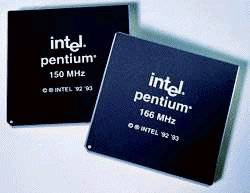 intel®
pentium®
150 MHz
© ® INTEL '92 '93
intel®
pentium®
166 MHz
© ® INTEL '92 '93